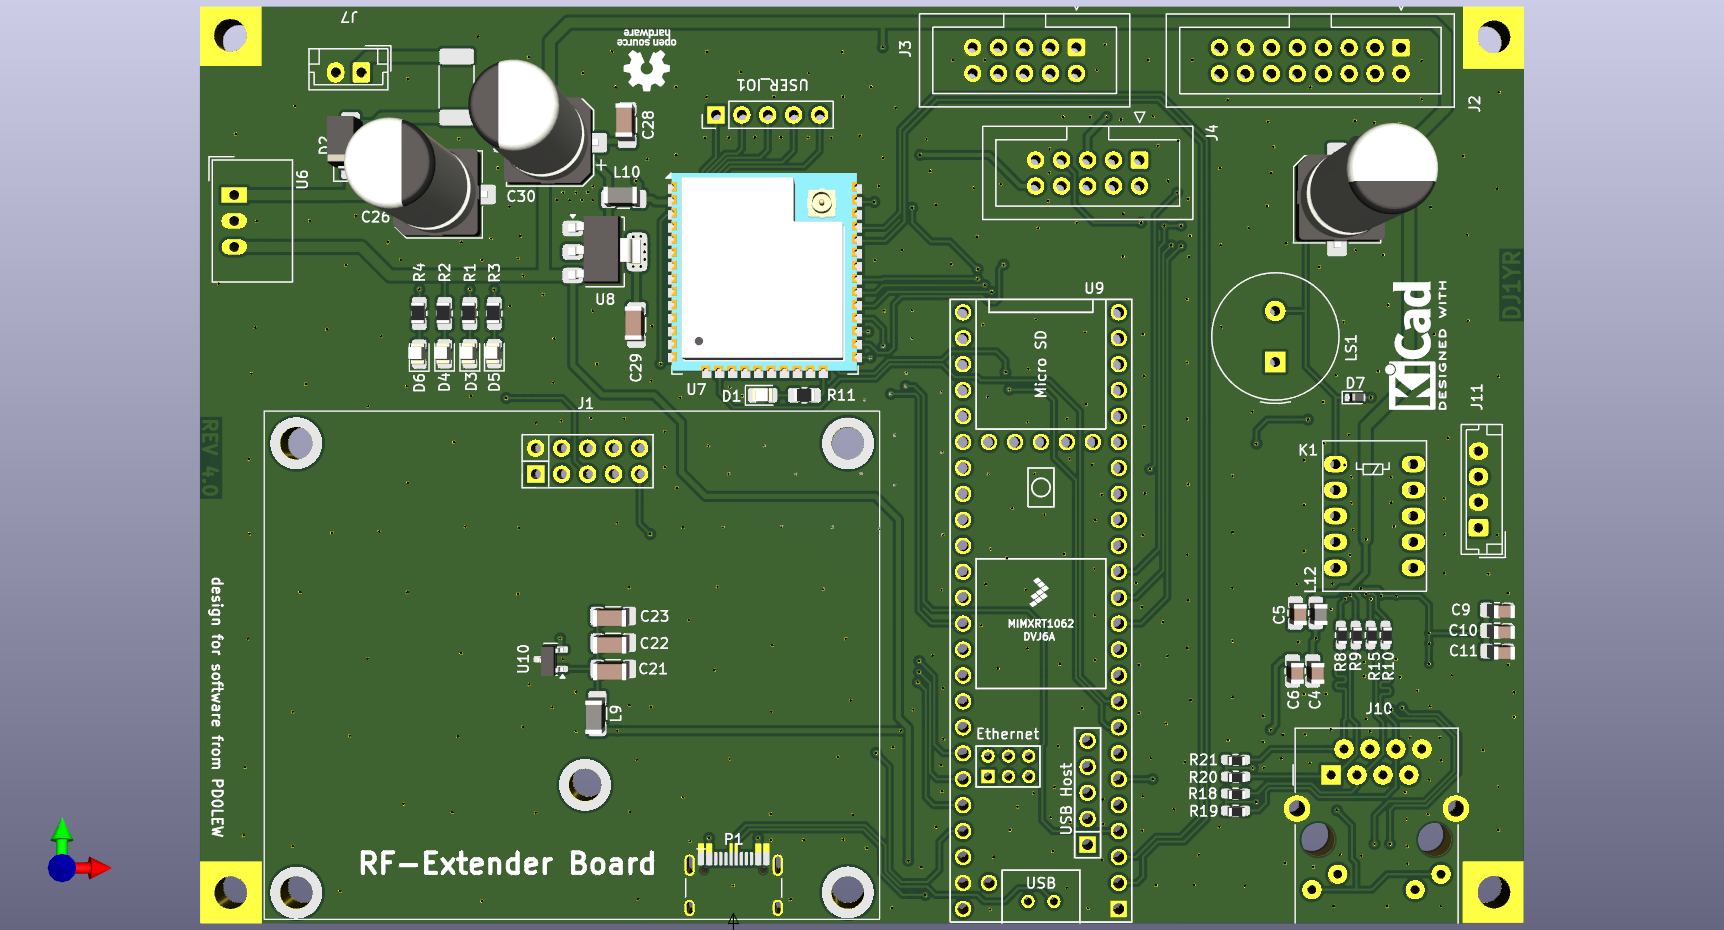 J7
open source
hardware
USER_IO1
J3
J2
J4
D2
C28
L10
U6
C26
C30
U8
R4
R2
R1
R3
C29
D6
D4
D3
D5
U7
D1
R11
U9
Micro SD
LS1
DJ1YR
KiCad
DESIGNED WITH
D7
J11
J1
REV 4.0
K1
design for software from PDOLEW
C23
C22
C21
U10
L9
MIMXRT1062
DVJ6A
L12
C5
R8
R9
R15
R10
C9
C10
C11
C6
C4
J10
Ethernet
USB Host
R21
R20
R18
R19
P1
RF-Extender Board
USB